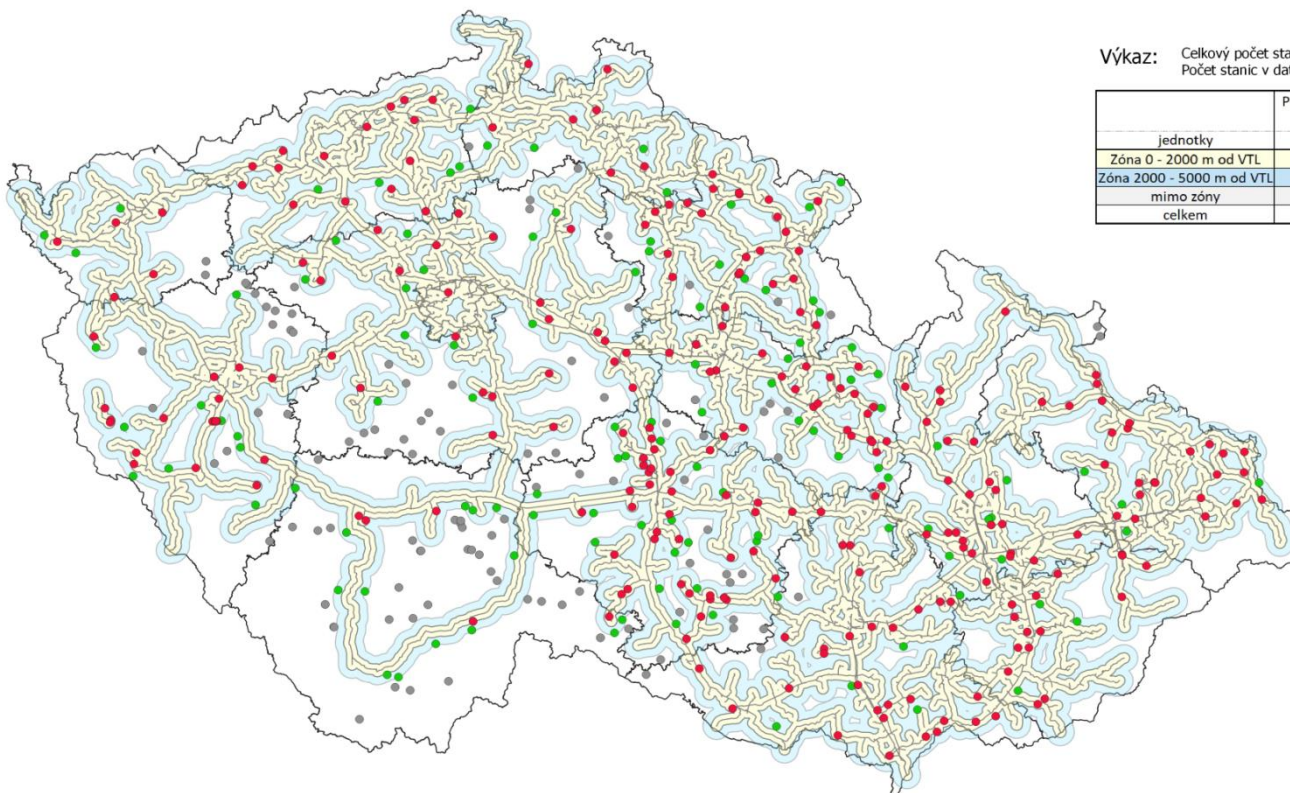 Výkaz: Celkový počet sta
Počet stanic v dat
P
jednotky
Zóna 0 - 2000 m od VTL
Zóna 2000 - 5000 m od VTL
mimo zóny
celkem